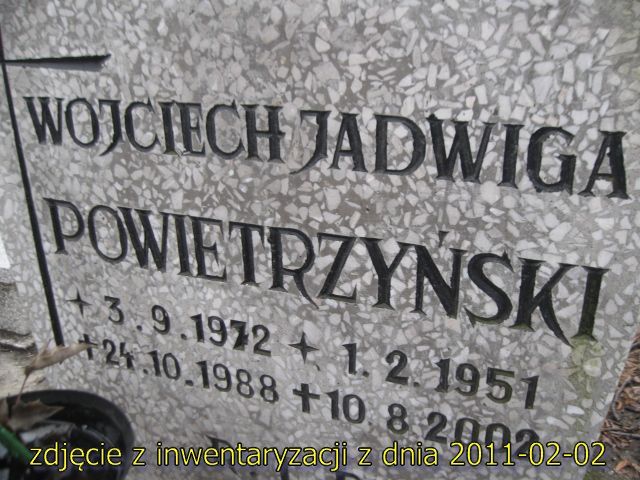 WOJCIECH JADWIGA
POWIETRZYŃSKI
+ 3.9.1972 + 1.2.1951
†24.10.1988 †10.8.2002
zdjęcie z inwentaryzacji z dnia 2011-02-02